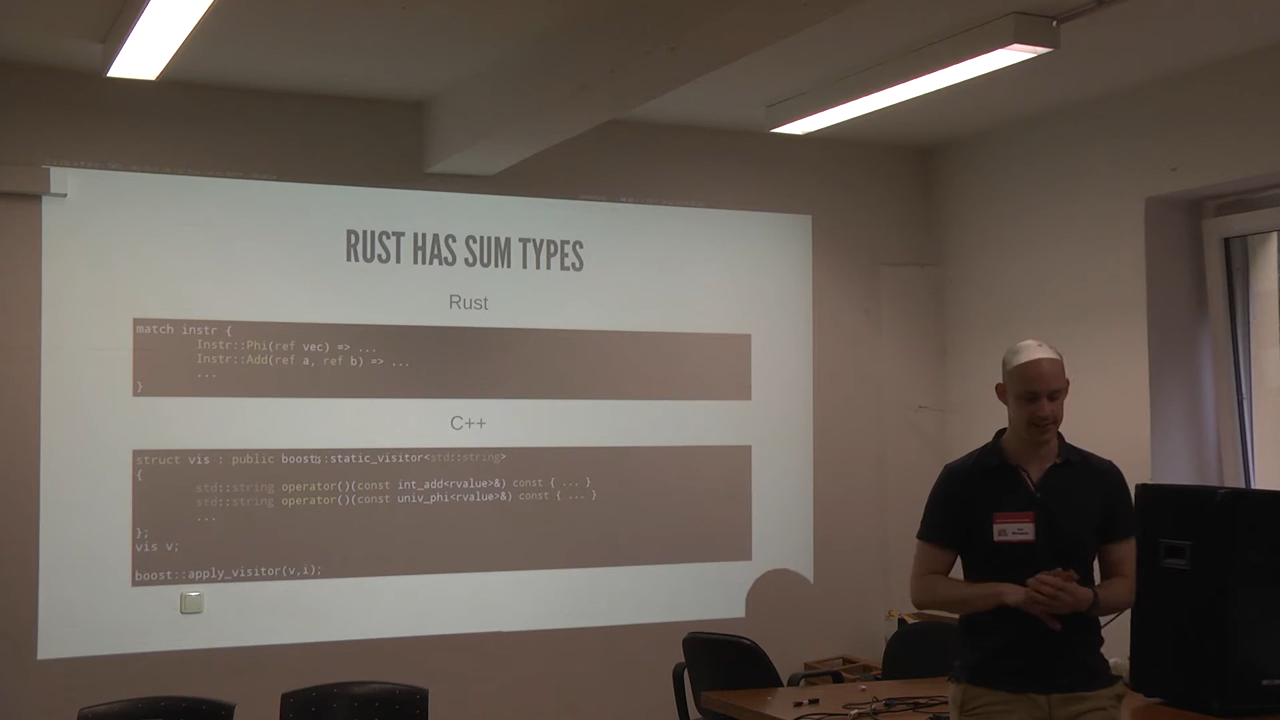 RUST HAS SUM TYPES
Rust
match instr {
Instr::Phi(ref vec) => ...
Instr::Add(ref a, ref b) => ...
...
}
C++
struct vis : public boost::static_visitor<std::string>
{
std::string operator()(const int_add<rvalue>&) const { ... }
std::string operator()(const univ_phi<rvalue>&) const { ... }
...
};
vis v;
boost::apply_visitor(v,i);